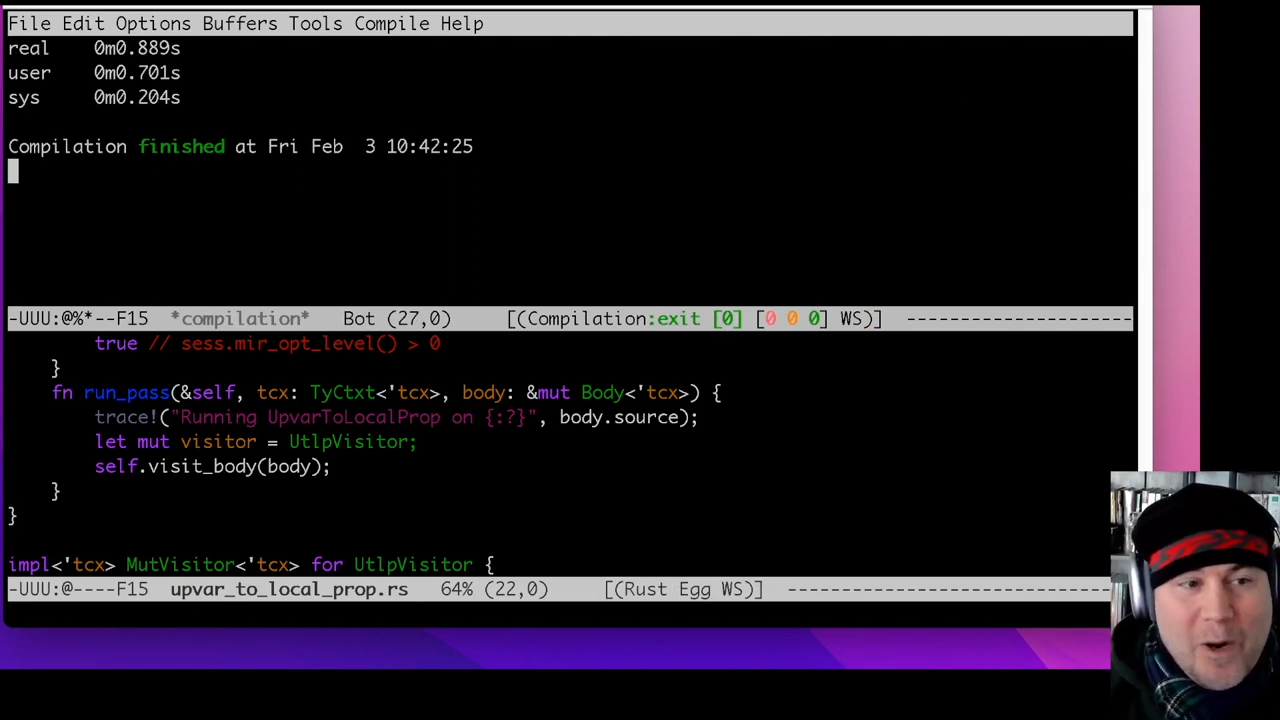 File Edit Options Buffers Tools Compile Help
real    0m0.889s
user    0m0.701s
sys     0m0.204s
Compilation finished at Fri Feb  3 10:42:25
-UUU:@%*--F15  *compilation*   Bot (27,0)     [(Compilation:exit [0] [0 0 0] WS)]  ---------------------
        true // sess.mir_opt_level() > 0
    }
    fn run_pass(&self, tcx: TyCtxt<'tcx>, body: &mut Body<'tcx>) {
        trace!("Running UpvarToLocalProp on {:?}", body.source);
        let mut visitor = UtlpVisitor;
        self.visit_body(body);
    }
}
impl<'tcx> MutVisitor<'tcx> for UtlpVisitor {
-UUU:@----F15  upvar_to_local_prop.rs   64% (22,0)     [(Rust Egg WS)]  ------------------------------